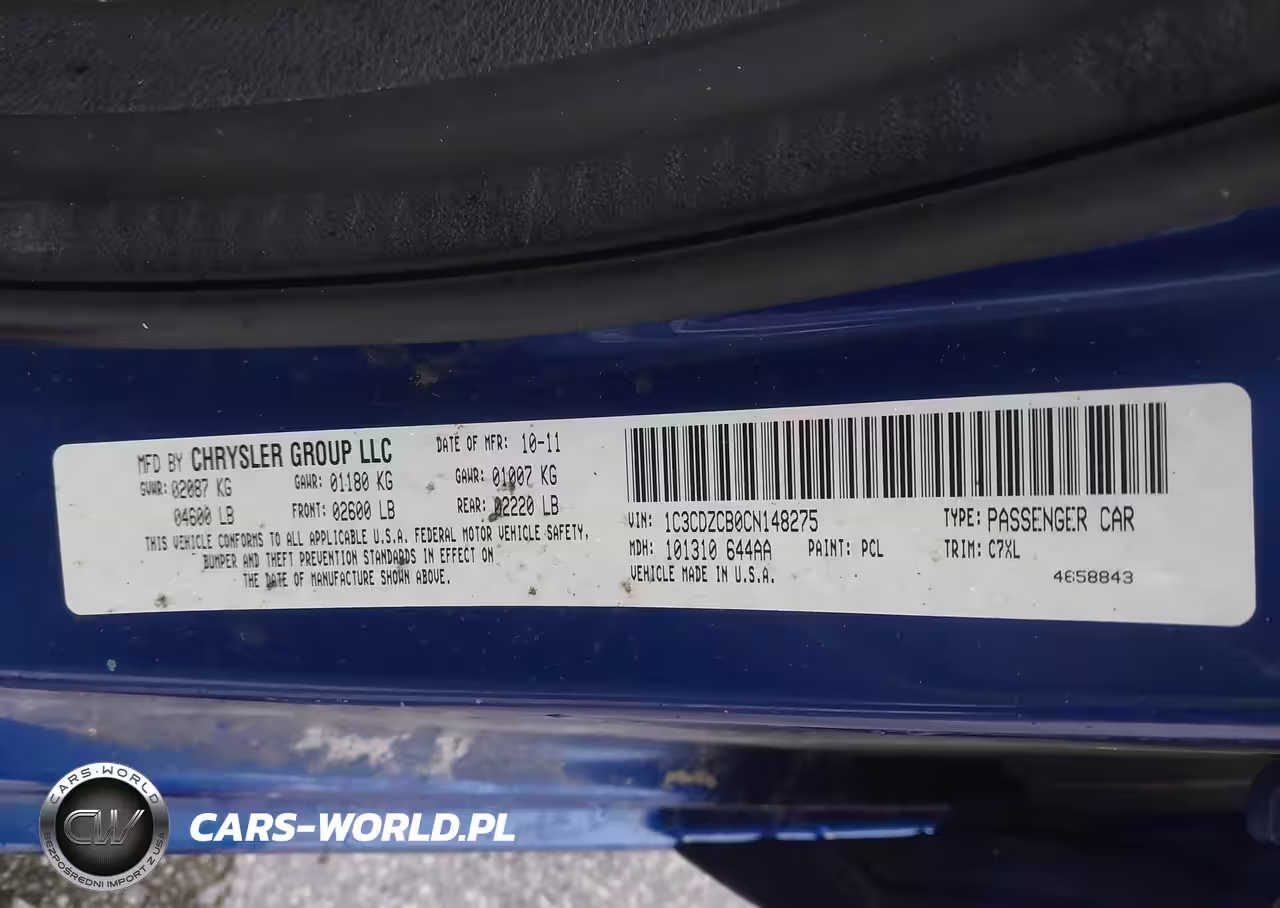 MFD BY CHRYSLER GROUP LLC
DATE OF MFR: 10-11
GVWR: 02087 KG
GAWR: 01180 KG
GAWR: 01007 KG
04600 LB
FRONT: 02600 LB
REAR: 02220 LB
THIS VEHICLE CONFORMS TO ALL APPLICABLE U.S.A. FEDERAL MOTOR VEHICLE SAFETY,
BUMPER AND THEFT PREVENTION STANDARDS IN EFFECT ON
THE DATE OF MANUFACTURE SHOWN ABOVE.
VIN: 1C3CDZCB0CN148275
TYPE: PASSENGER CAR
MDH: 101310 644AA
PAINT: PCL
TRIM: C7XL
VEHICLE MADE IN U.S.A.
4658843
CARS-WORLD
CW
BEZPOŚREDNI IMPORT Z USA
CARS-WORLD.PL